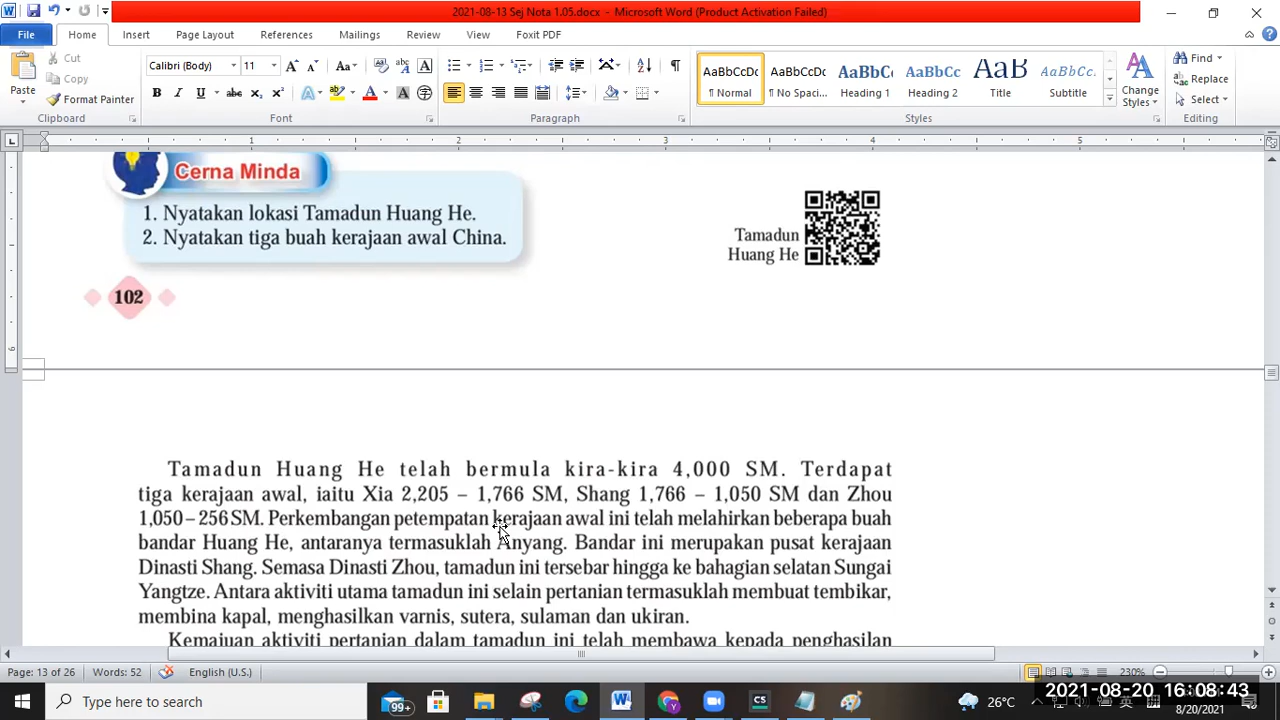 2021-08-13 Sej Nota 1.05.docx - Microsoft Word (Product Activation Failed)
File Home Insert Page Layout References Mailings Review View Foxit PDF
Paste
Cut
Copy
Format Painter
Clipboard
Calibri (Body) 11
Font
Paragraph
AaBbCcDc AaBbCcDc AaBbC AaBbCc AaB AaBbCc.
¶ Normal ¶ No Spaci... Heading 1 Heading 2 Title Subtitle
Change Styles
Styles
Find
Replace
Select
Editing
1 2 3 4 5
Cerna Minda
1. Nyatakan lokasi Tamadun Huang He.
2. Nyatakan tiga buah kerajaan awal China.
Tamadun
Huang He
102
Tamadun Huang He telah bermula kira-kira 4,000 SM. Terdapat
tiga kerajaan awal, iaitu Xia 2,205 – 1,766 SM, Shang 1,766 – 1,050 SM dan Zhou
1,050 – 256 SM. Perkembangan petempatan kerajaan awal ini telah melahirkan beberapa buah
bandar Huang He, antaranya termasuklah Anyang. Bandar ini merupakan pusat kerajaan
Dinasti Shang. Semasa Dinasti Zhou, tamadun ini tersebar hingga ke bahagian selatan Sungai
Yangtze. Antara aktiviti utama tamadun ini selain pertanian termasuklah membuat tembikar,
membina kapal, menghasilkan varnis, sutera, sulaman dan ukiran.
Kemajuan aktiviti pertanian dalam tamadun ini telah membawa kepada penghasilan
Page: 13 of 26 Words: 52 English (U.S.) 230%
Type here to search
99+
26°C
2021-08-20 16:08:43
8/20/2021